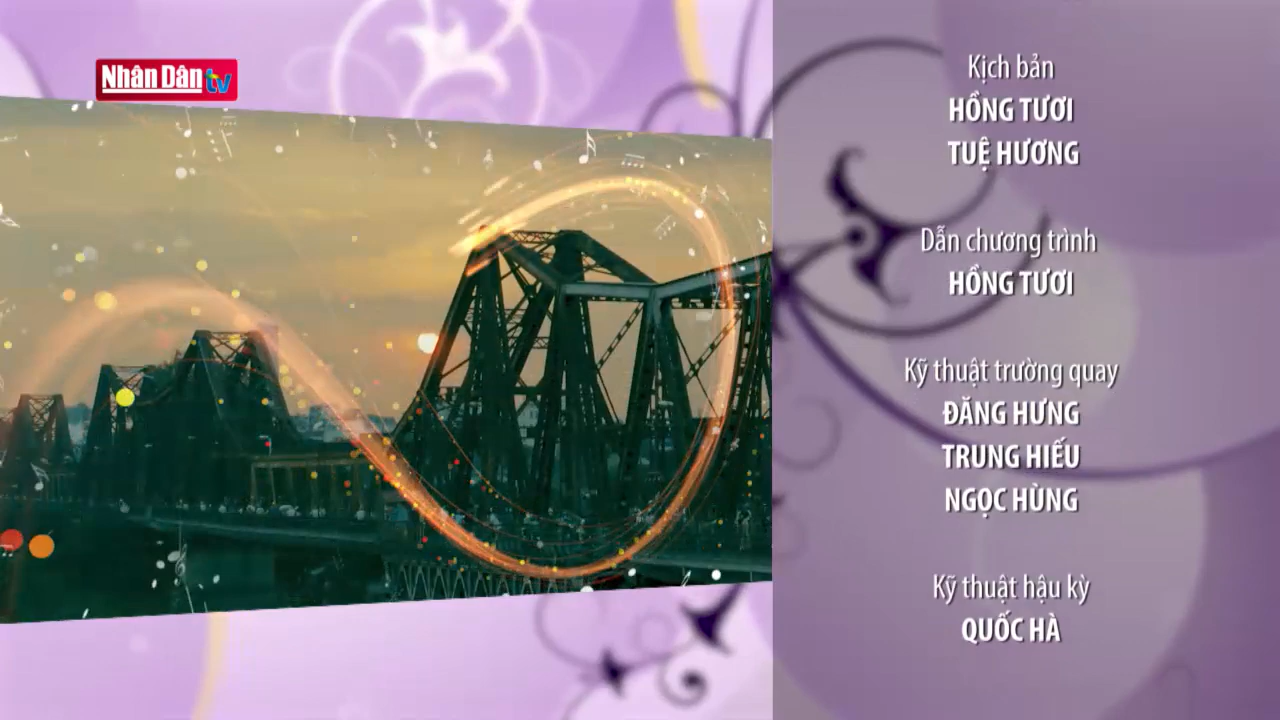 Nhân Dân tv
Kịch bản
HỒNG TƯƠI
TUỆ HƯƠNG
Dẫn chương trình
HỒNG TƯƠI
Kỹ thuật trường quay
ĐĂNG HƯNG
TRUNG HIẾU
NGỌC HÙNG
Kỹ thuật hậu kỳ
QUỐC HÀ